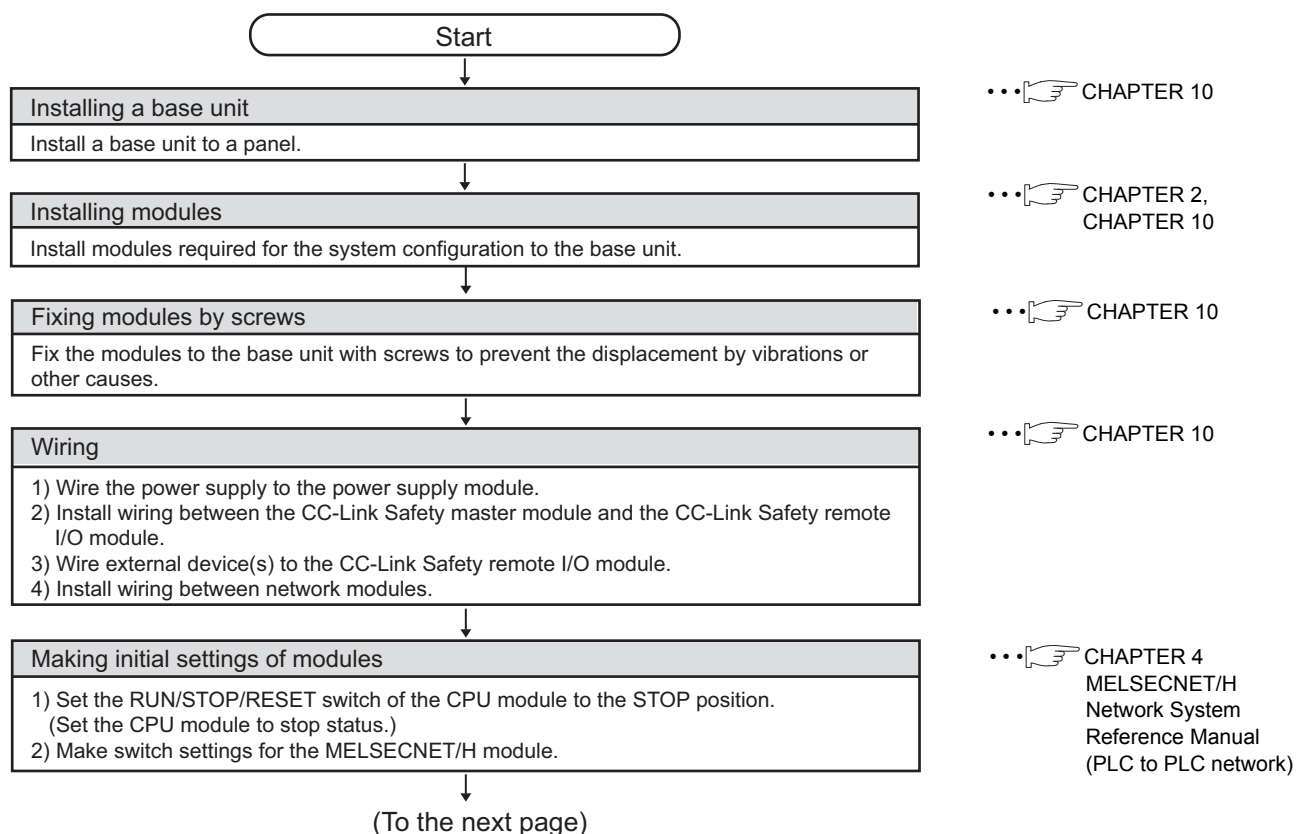 Start
Installing a base unit
••• CHAPTER 10
Install a base unit to a panel.
Installing modules
••• CHAPTER 2,
CHAPTER 10
Install modules required for the system configuration to the base unit.
Fixing modules by screws
••• CHAPTER 10
Fix the modules to the base unit with screws to prevent the displacement by vibrations or
other causes.
Wiring
••• CHAPTER 10
1) Wire the power supply to the power supply module.
2) Install wiring between the CC-Link Safety master module and the CC-Link Safety remote
I/O module.
3) Wire external device(s) to the CC-Link Safety remote I/O module.
4) Install wiring between network modules.
Making initial settings of modules
••• CHAPTER 4
MELSECNET/H
Network System
Reference Manual
(PLC to PLC network)
1) Set the RUN/STOP/RESET switch of the CPU module to the STOP position.
(Set the CPU module to stop status.)
2) Make switch settings for the MELSECNET/H module.
(To the next page)